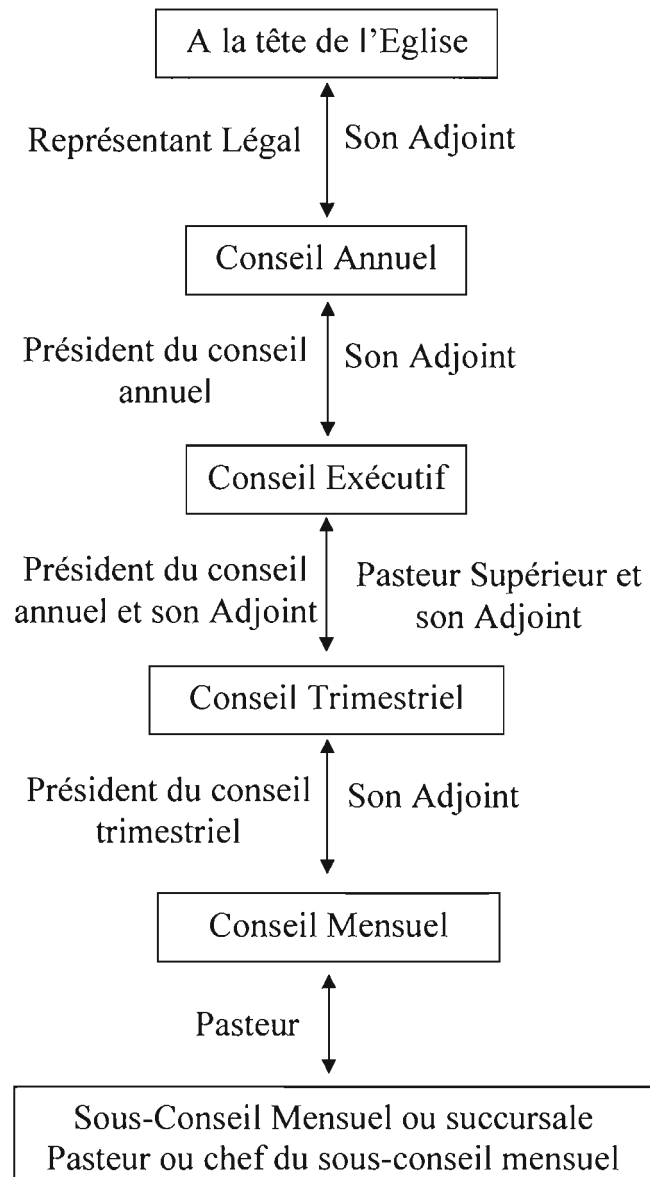 A la tête de l'Eglise
Représentant Légal
Son Adjoint
Conseil Annuel
Président du conseil
annuel
Son Adjoint
Conseil Exécutif
Président du conseil
annuel et son Adjoint
Pasteur Supérieur et
son Adjoint
Conseil Trimestriel
Président du conseil
trimestriel
Son Adjoint
Conseil Mensuel
Pasteur
Sous-Conseil Mensuel ou succursale
Pasteur ou chef du sous-conseil mensuel